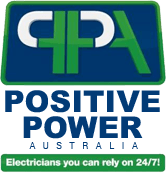 PPA
POSITIVE
POWER
AUSTRALIA
Electricians you can rely on 24/7!